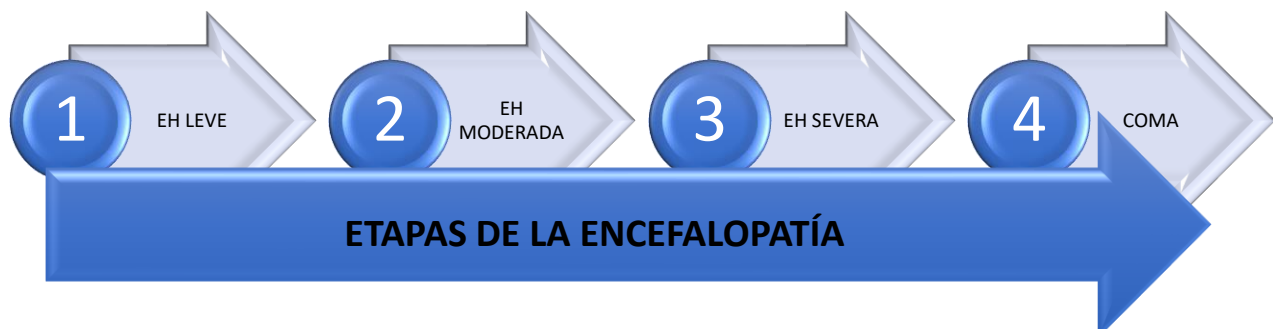 1
EH LEVE
2
EH
MODERADA
3
EH SEVERA
4
COMA
ETAPAS DE LA ENCEFALOPATÍA